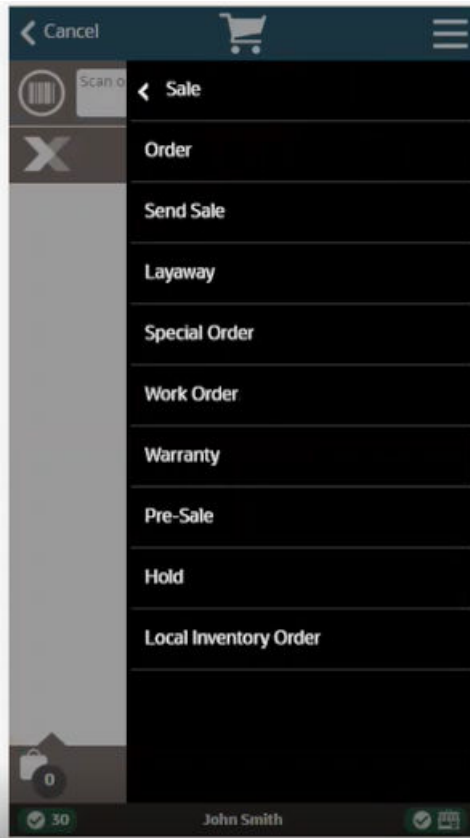 Cancel
Scan o
Sale
Order
Send Sale
Layaway
Special Order
Work Order
Warranty
Pre-Sale
Hold
Local Inventory Order
0
30
John Smith